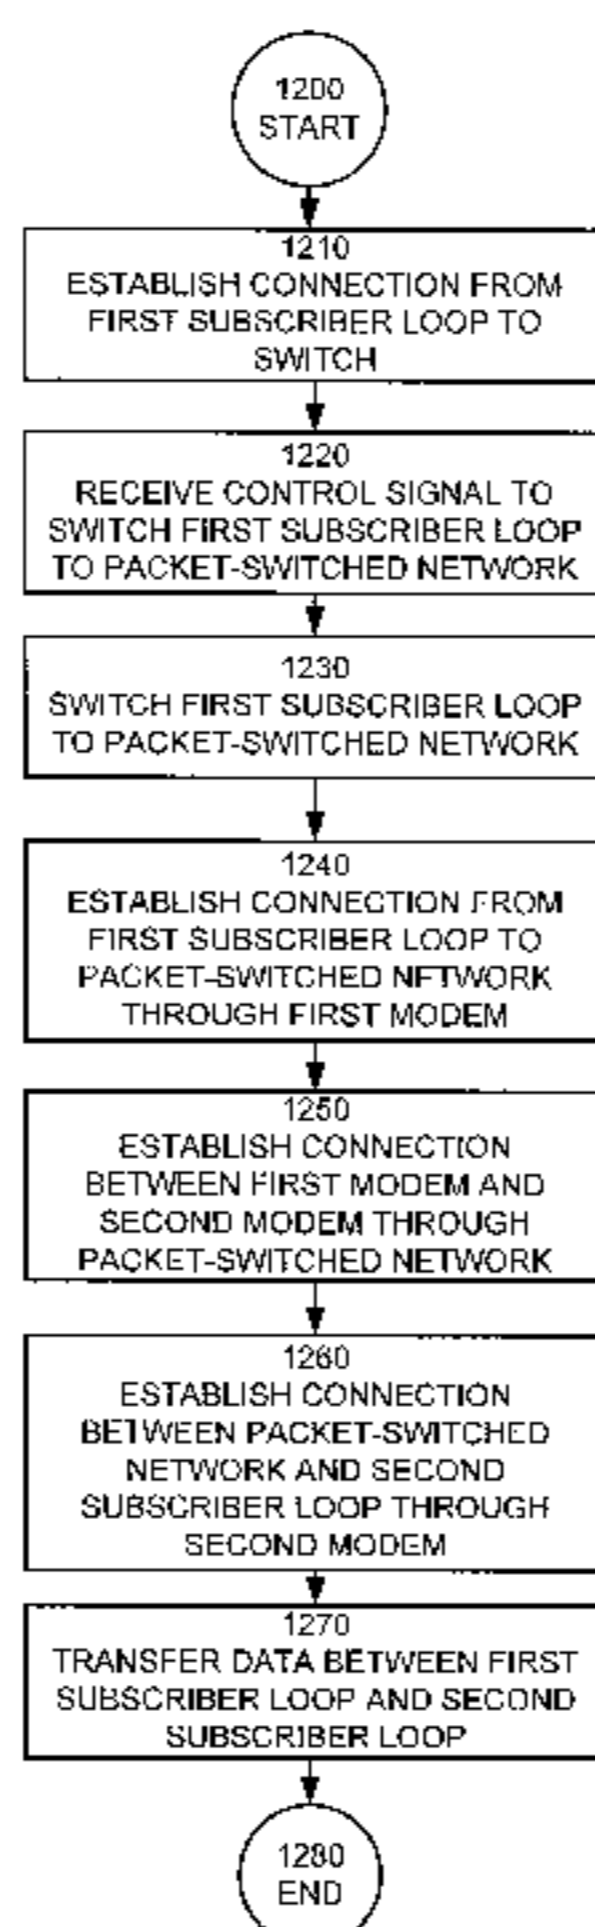 1200
START
1210
ESTABLISH CONNECTION FROM
FIRST SUBSCRIBER LOOP TO
SWITCH
1220
RECEIVE CONTROL SIGNAL TO
SWITCH FIRST SUBSCRIBER LOOP
TO PACKET-SWITCHED NETWORK
1230
SWITCH FIRST SUBSCRIBER LOOP
TO PACKET-SWITCHED NETWORK
1240
ESTABLISH CONNECTION FROM
FIRST SUBSCRIBER LOOP TO
PACKET-SWITCHED NETWORK
THROUGH FIRST MODEM
1250
ESTABLISH CONNECTION
BETWEEN FIRST MODEM AND
SECOND MODEM THROUGH
PACKET-SWITCHED NETWORK
1260
ESTABLISH CONNECTION
BETWEEN PACKET-SWITCHED
NETWORK AND SECOND
SUBSCRIBER LOOP THROUGH
SECOND MODEM
1270
TRANSFER DATA BETWEEN FIRST
SUBSCRIBER LOOP AND SECOND
SUBSCRIBER LOOP
1280
END